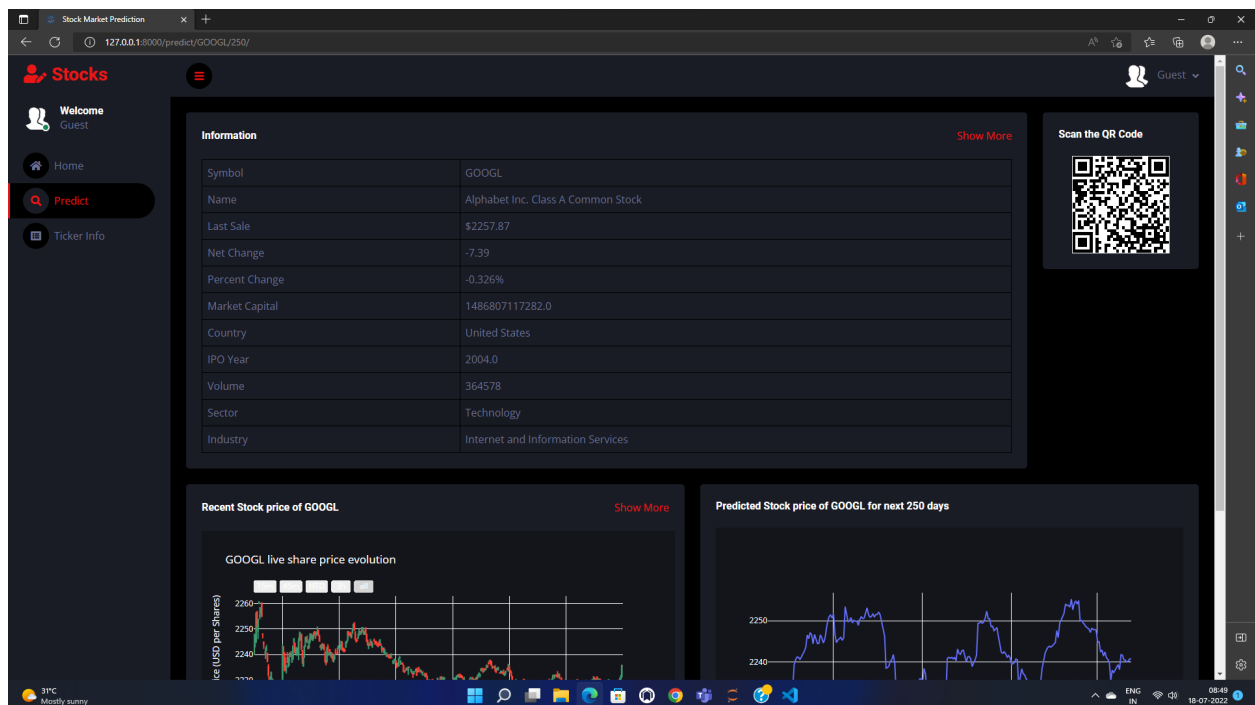 Stock Market Prediction
127.0.0.1:8000/predict/GOOGL/250/
Stocks
Guest
Welcome
Guest
Home
Predict
Ticker Info
Information
Show More
Symbol GOOGL
Name Alphabet Inc. Class A Common Stock
Last Sale $2257.87
Net Change -7.39
Percent Change -0.326%
Market Capital 1486807117282.0
Country United States
IPO Year 2004.0
Volume 364578
Sector Technology
Industry Internet and Information Services
Scan the QR Code
Recent Stock price of GOOGL
Show More
GOOGL live share price evolution
2260
2250
2240
ice (USD per Shares)
Predicted Stock price of GOOGL for next 250 days
2250
2240
31°C
Mostly sunny
ENG
IN
08:49
18-07-2022
1